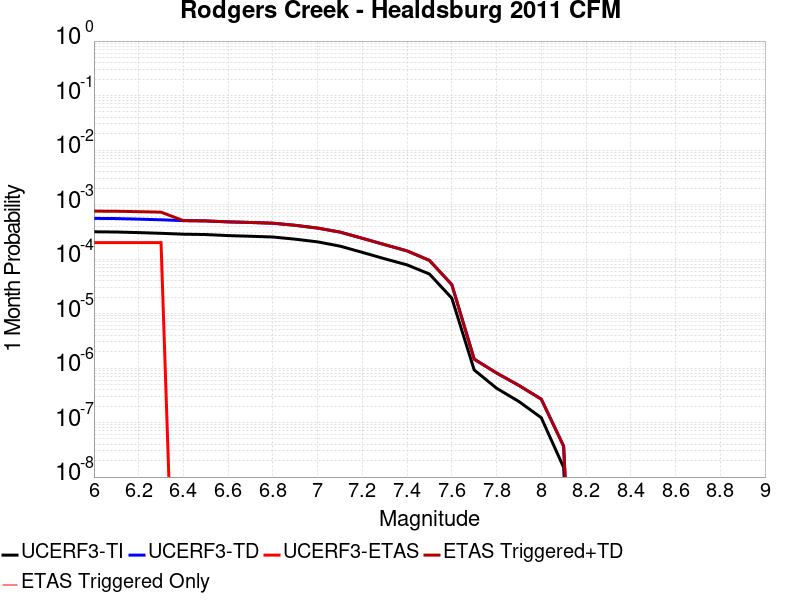 Rodgers Creek - Healdsburg 2011 CFM
10^0
10^-1
10^-2
10^-3
10^-4
10^-5
10^-6
10^-7
10^-8
1 Month Probability
6 6.2 6.4 6.6 6.8 7 7.2 7.4 7.6 7.8 8 8.2 8.4 8.6 8.8 9
Magnitude
UCERF3-TI UCERF3-TD UCERF3-ETAS ETAS Triggered+TD
ETAS Triggered Only